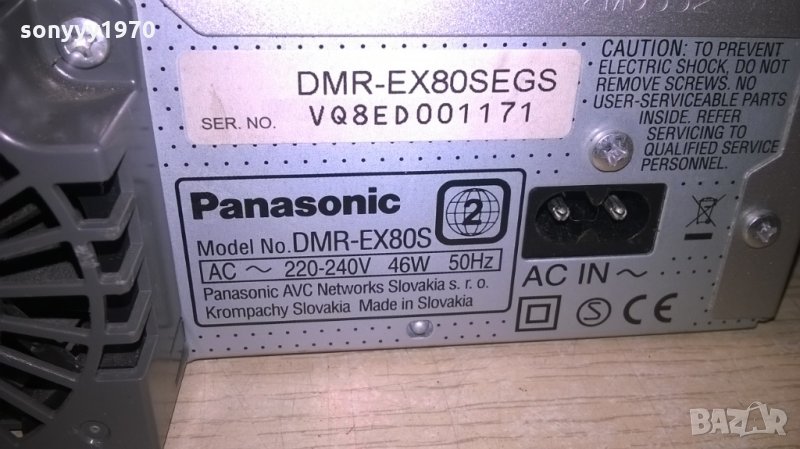 sonyvv1970
DMR-EX80SEGS
SER. NO. VQ8ED001171
CAUTION: TO PREVENT
ELECTRIC SHOCK, DO NOT
REMOVE SCREWS. NO
USER-SERVICEABLE PARTS
INSIDE. REFER
SERVICING TO
QUALIFIED SERVICE
PERSONNEL.
Panasonic
2
Model No. DMR-EX80S
AC ~ 220-240V 46W 50Hz
Panasonic AVC Networks Slovakia s. r. o.
Krompachy Slovakia Made in Slovakia
AC IN ~
S CE
BAZAR